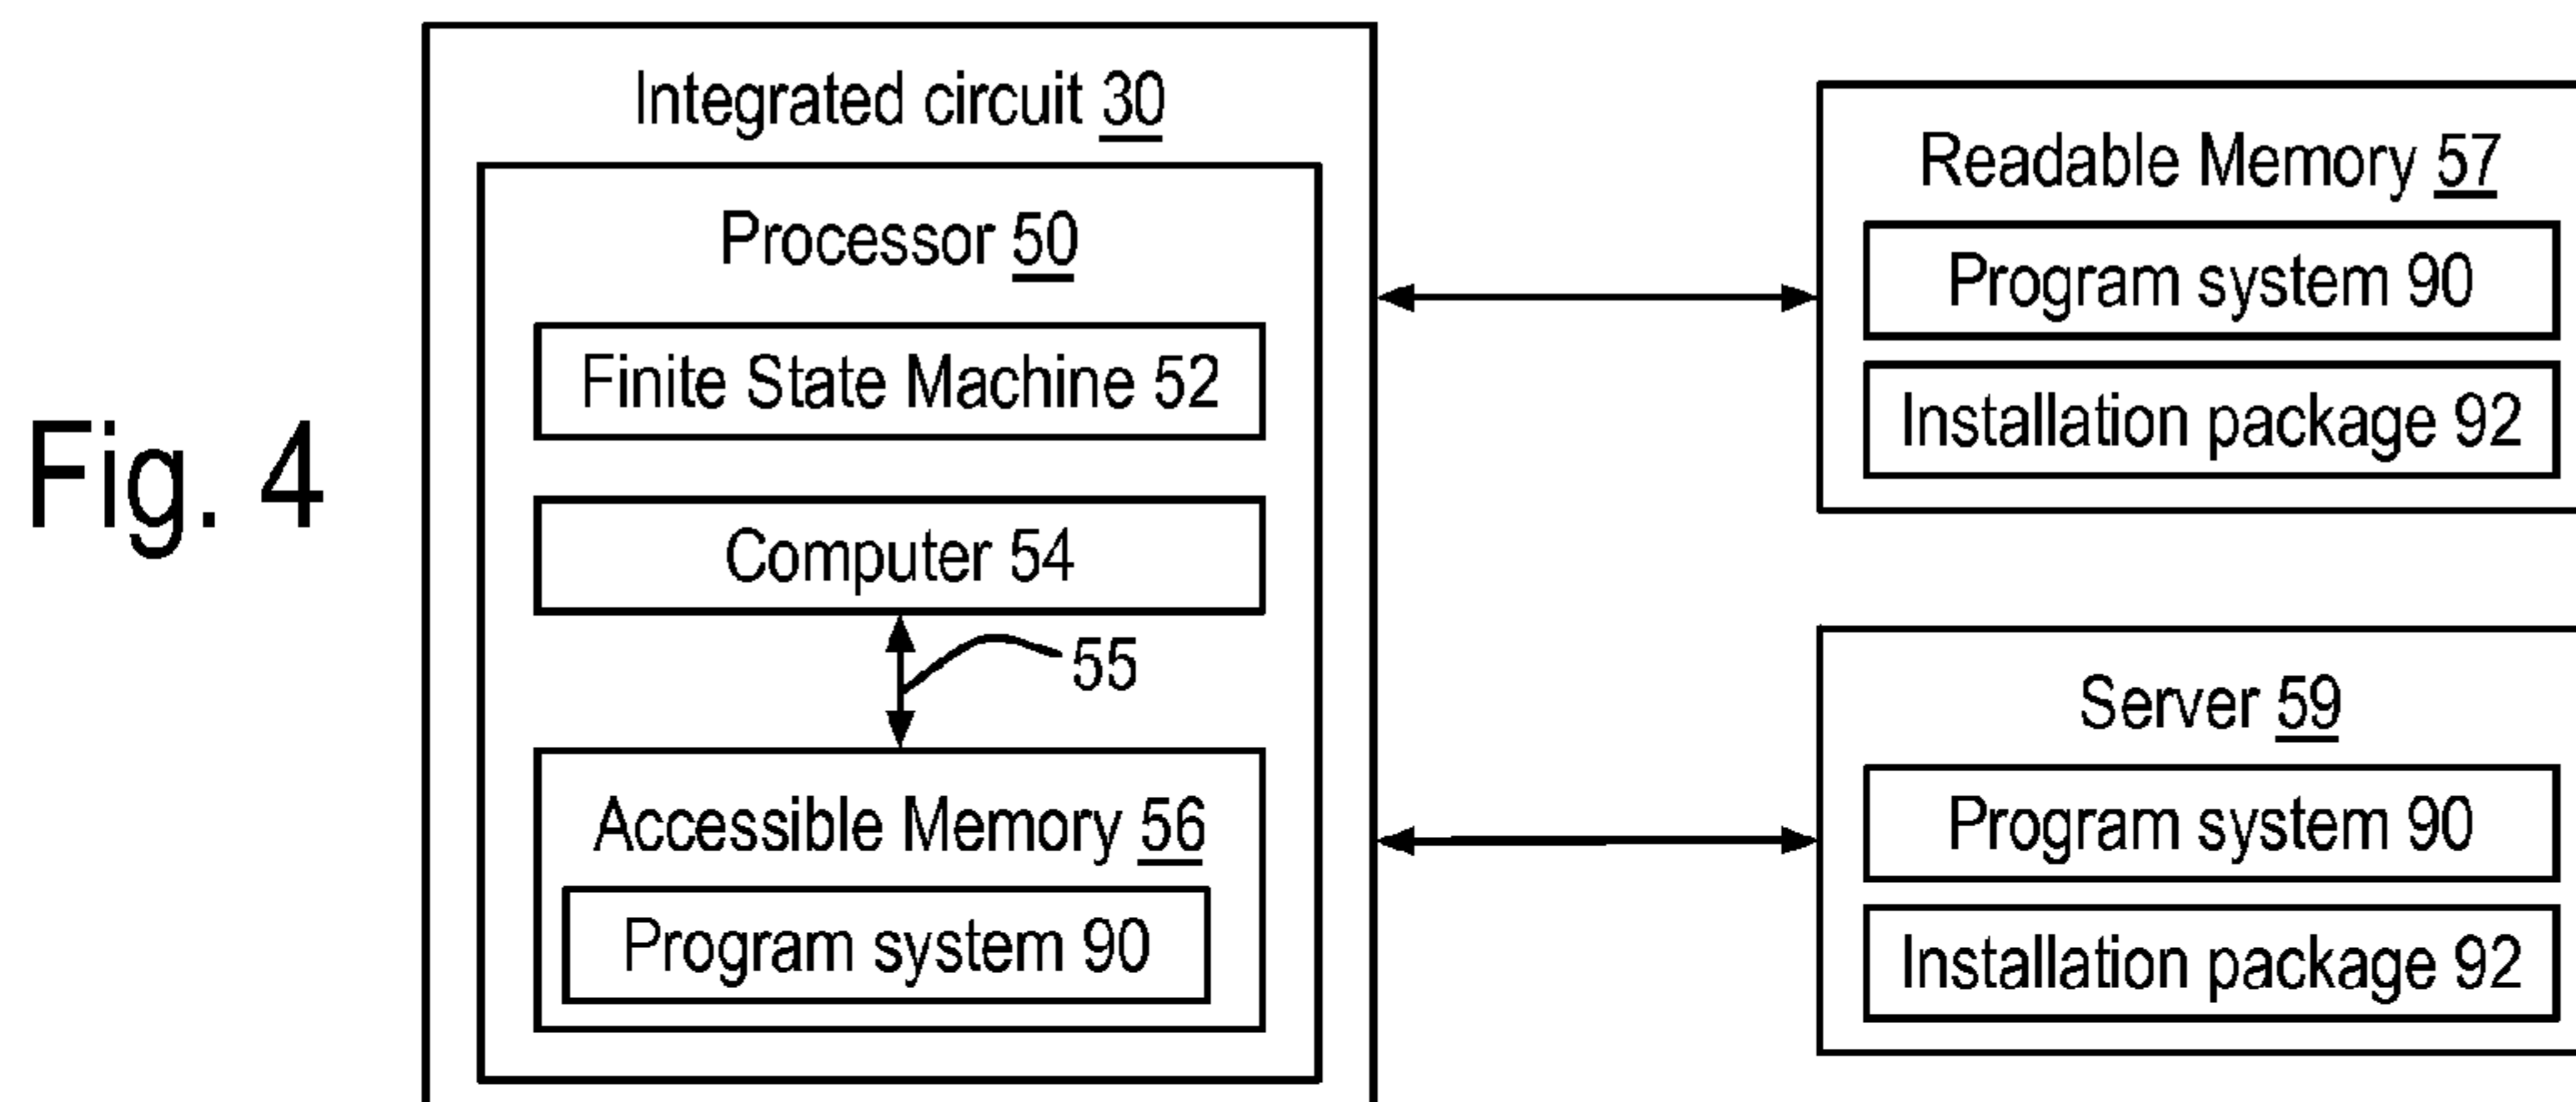 Fig. 4
Integrated circuit 30
Processor 50
Finite State Machine 52
Computer 54
55
Accessible Memory 56
Program system 90
Readable Memory 57
Program system 90
Installation package 92
Server 59
Program system 90
Installation package 92